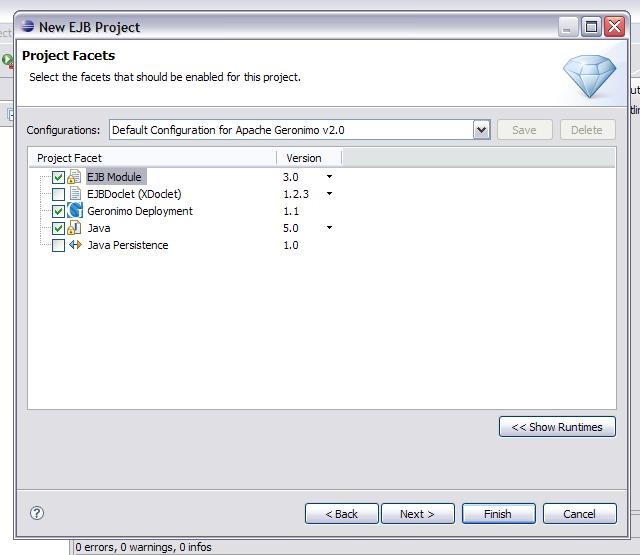 New EJB Project
Project Facets
Select the facets that should be enabled for this project.
Configurations: Default Configuration for Apache Geronimo v2.0 Save Delete
Project Facet Version
EJB Module 3.0
EJBDoclet (XDoclet) 1.2.3
Geronimo Deployment 1.1
Java 5.0
Java Persistence 1.0
<< Show Runtimes
? < Back Next > Finish Cancel
0 errors, 0 warnings, 0 infos